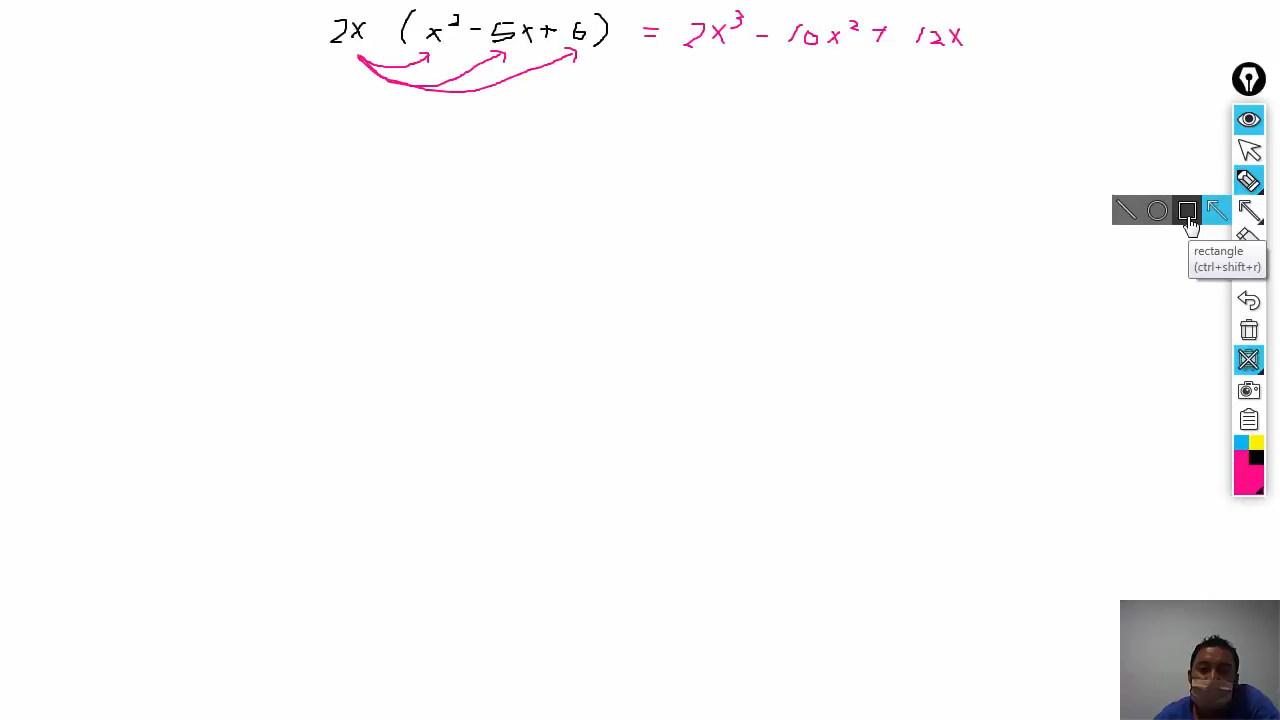 2x (x² - 5x + 6) = 2x³ - 10x² + 12x
rectangle
(ctrl+shift+r)